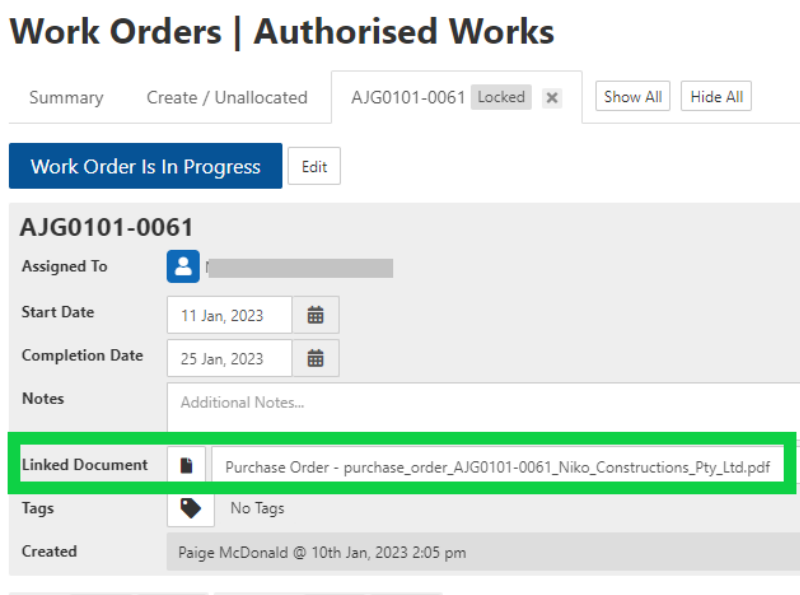 Work Orders | Authorised Works
Summary Create / Unallocated AJG0101-0061 Locked × Show All Hide All
Work Order Is In Progress Edit
AJG0101-0061
Assigned To
Start Date 11 Jan, 2023
Completion Date 25 Jan, 2023
Notes Additional Notes...
Linked Document Purchase Order - purchase_order_AJG0101-0061_Niko_Constructions_Pty_Ltd.pdf
Tags No Tags
Created Paige McDonald @ 10th Jan, 2023 2:05 pm